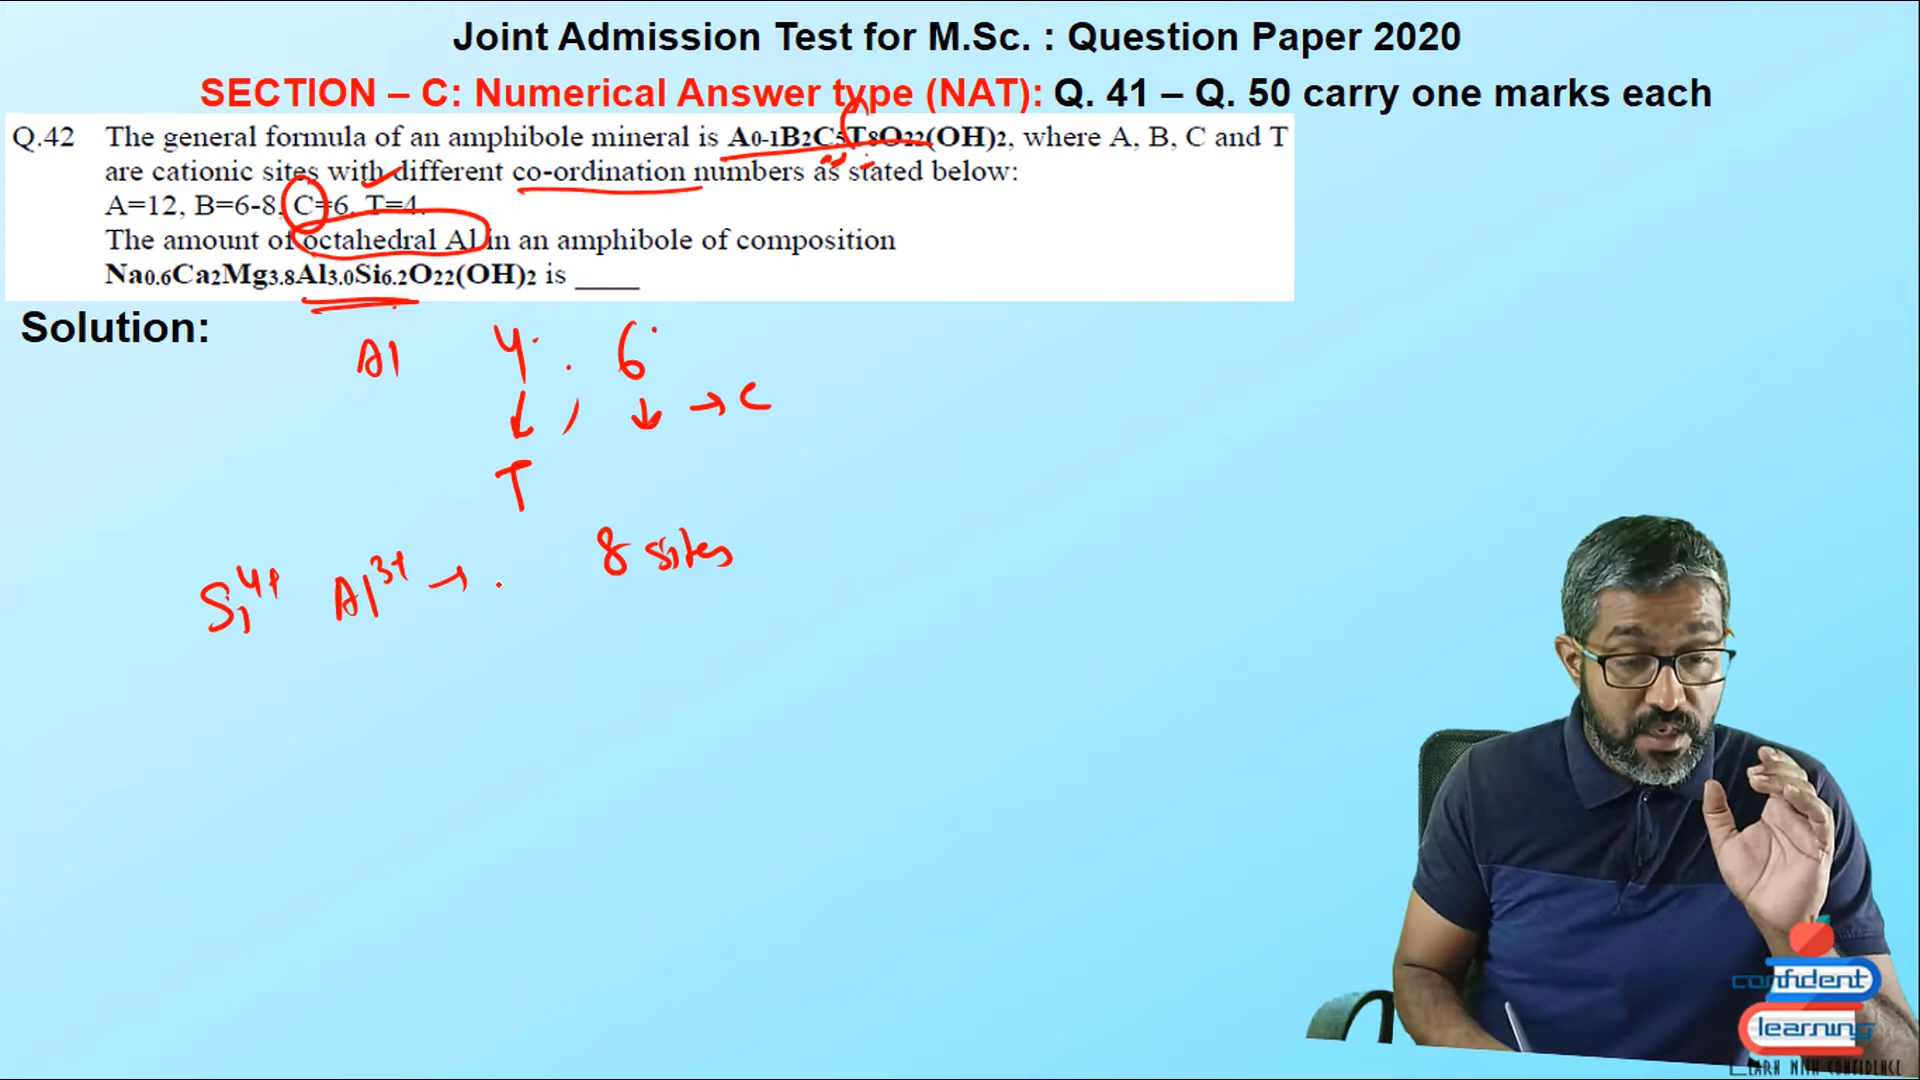 Joint Admission Test for M.Sc. : Question Paper 2020
SECTION – C: Numerical Answer type (NAT): Q. 41 – Q. 50 carry one marks each
Q.42 The general formula of an amphibole mineral is A0-1B2C5T8O22(OH)2, where A, B, C and T
are cationic sites with different co-ordination numbers as stated below:
A=12, B=6-8, C=6, T=4.
The amount of octahedral Al in an amphibole of composition
Na0.6Ca2Mg3.8Al3.0Si6.2O22(OH)2 is ____
Solution:
Al 4 . 6
↓ , ↓ → C
T
8 sites
Si4+ Al3+ → .
confident
learning
LEARN WITH CONFIDENCE